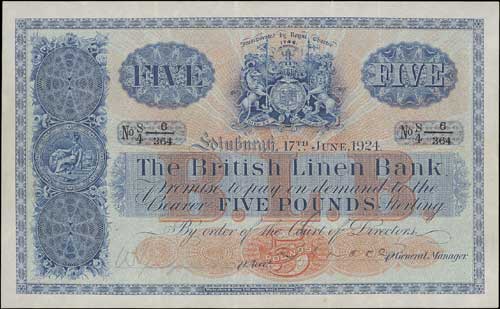 Incorporated by Royal Charter
1746.
FIVE FIVE
No S/4 6/364 No S/4 6/364
Edinburgh, 17TH JUNE, 1924.
The British Linen Bank
Promise to pay on demand to the
Bearer FIVE POUNDS Sterling
By order of the Court of Directors.
General Manager